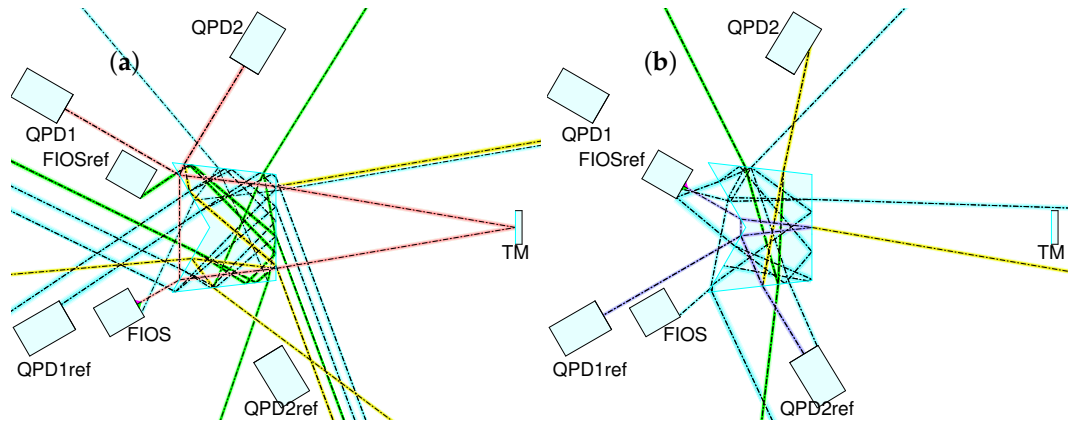 QPD2
(a)
QPD1
FIOSref
TM
FIOS
QPD1ref
QPD2ref
QPD2
(b)
QPD1
FIOSref
TM
FIOS
QPD1ref
QPD2ref